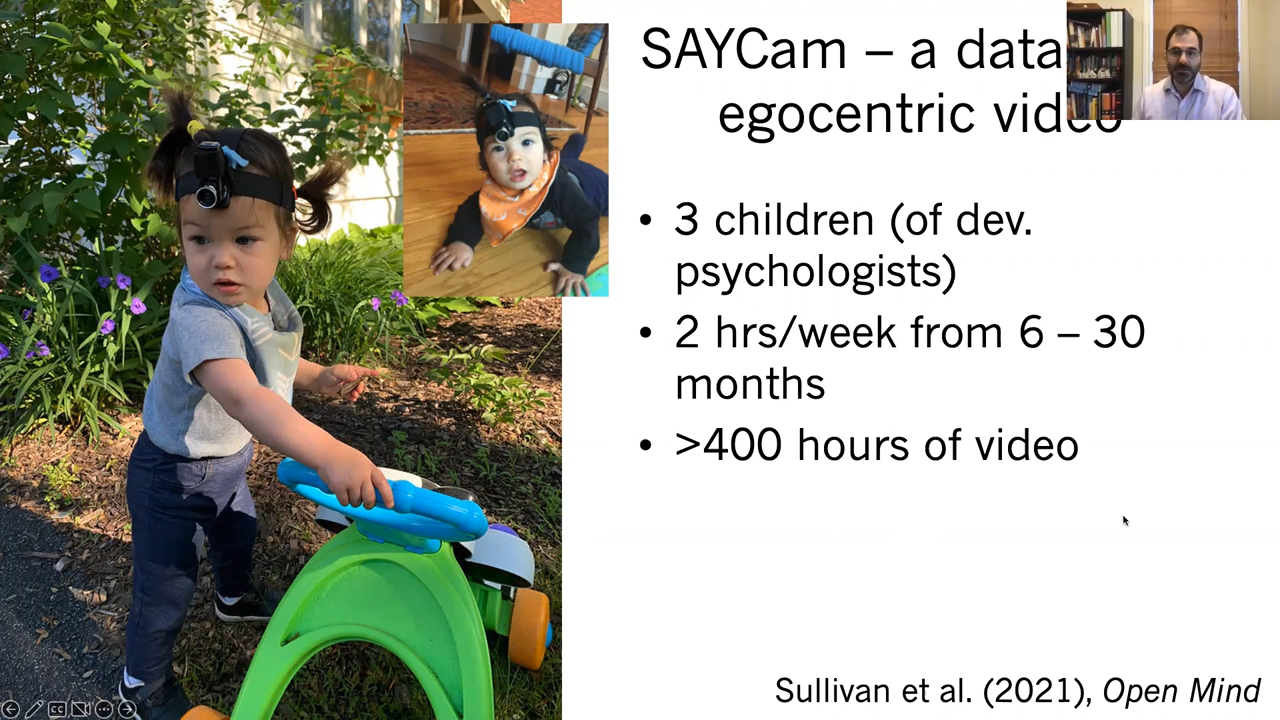 SAYCam – a data
egocentric video
• 3 children (of dev.
psychologists)
• 2 hrs/week from 6 – 30
months
• >400 hours of video
Sullivan et al. (2021), Open Mind